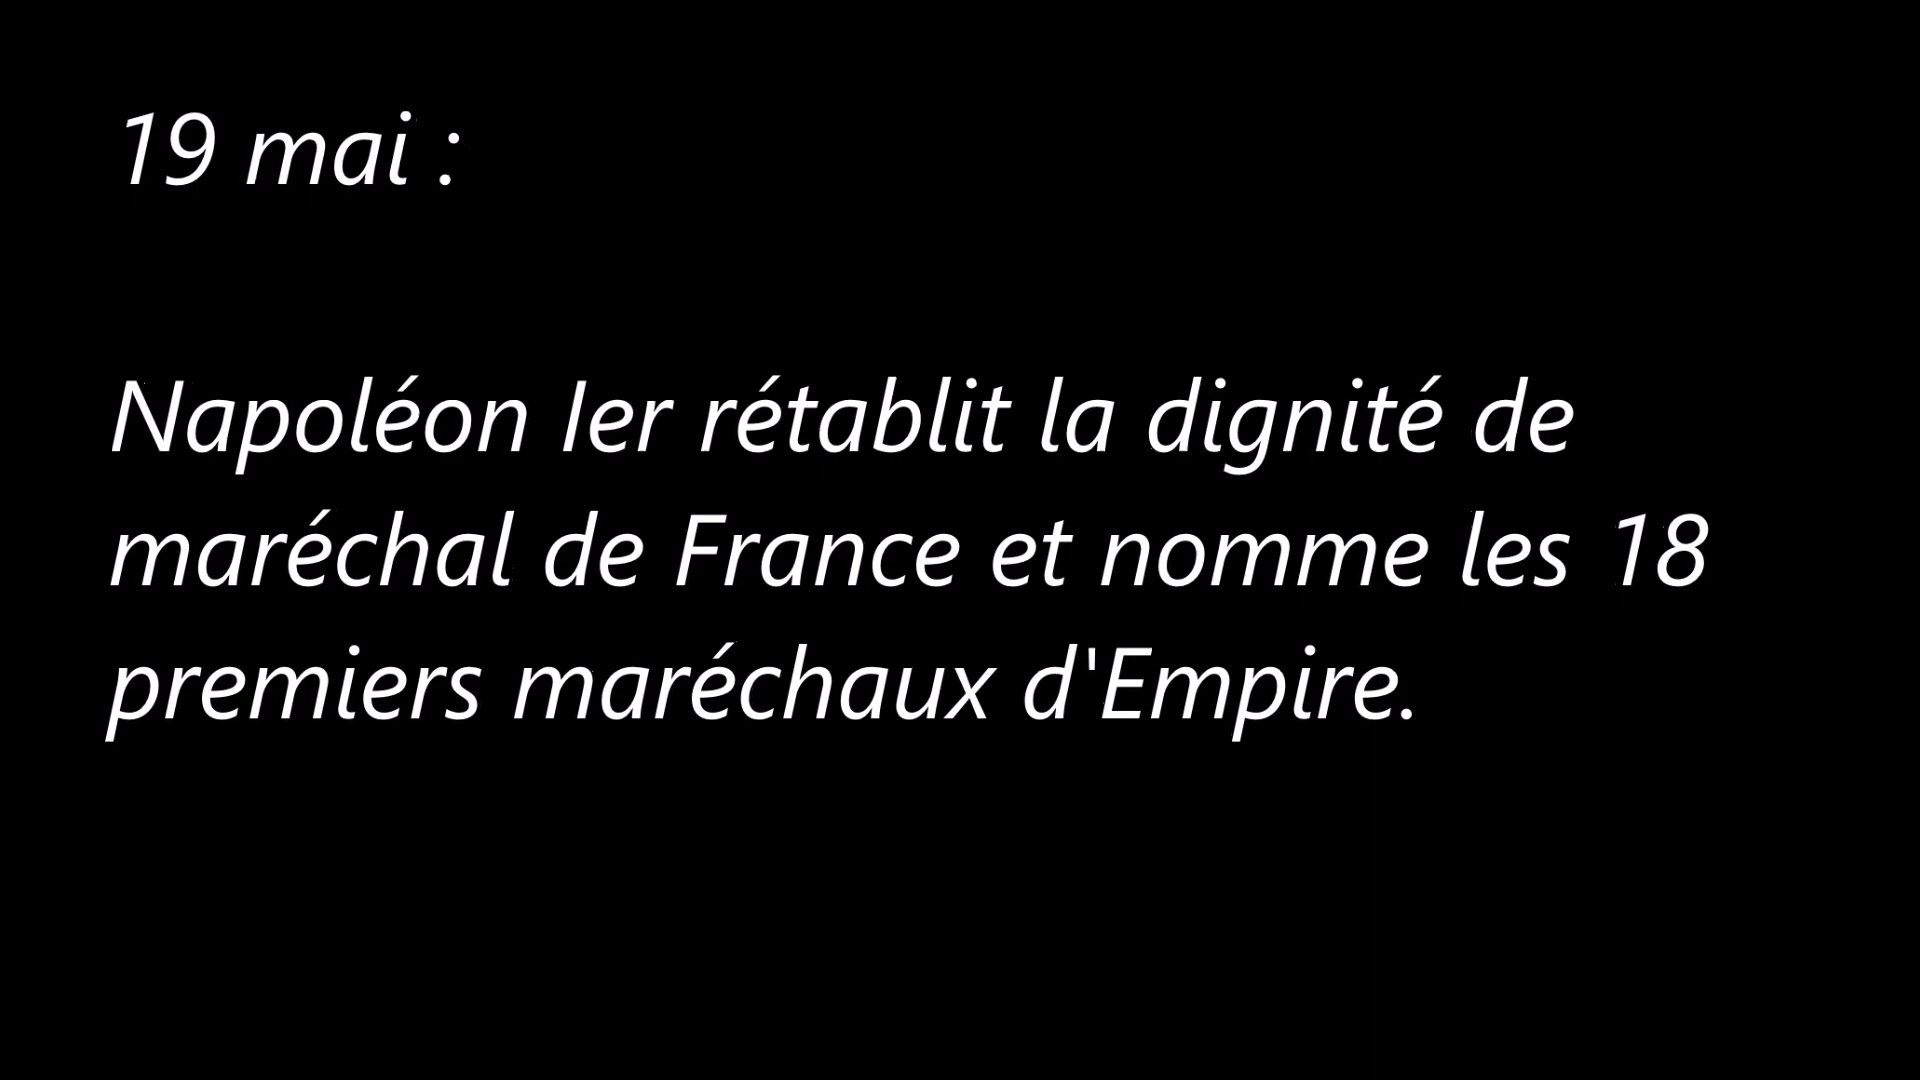 19 mai :
Napoléon Ier rétablit la dignité de
maréchal de France et nomme les 18
premiers maréchaux d'Empire.